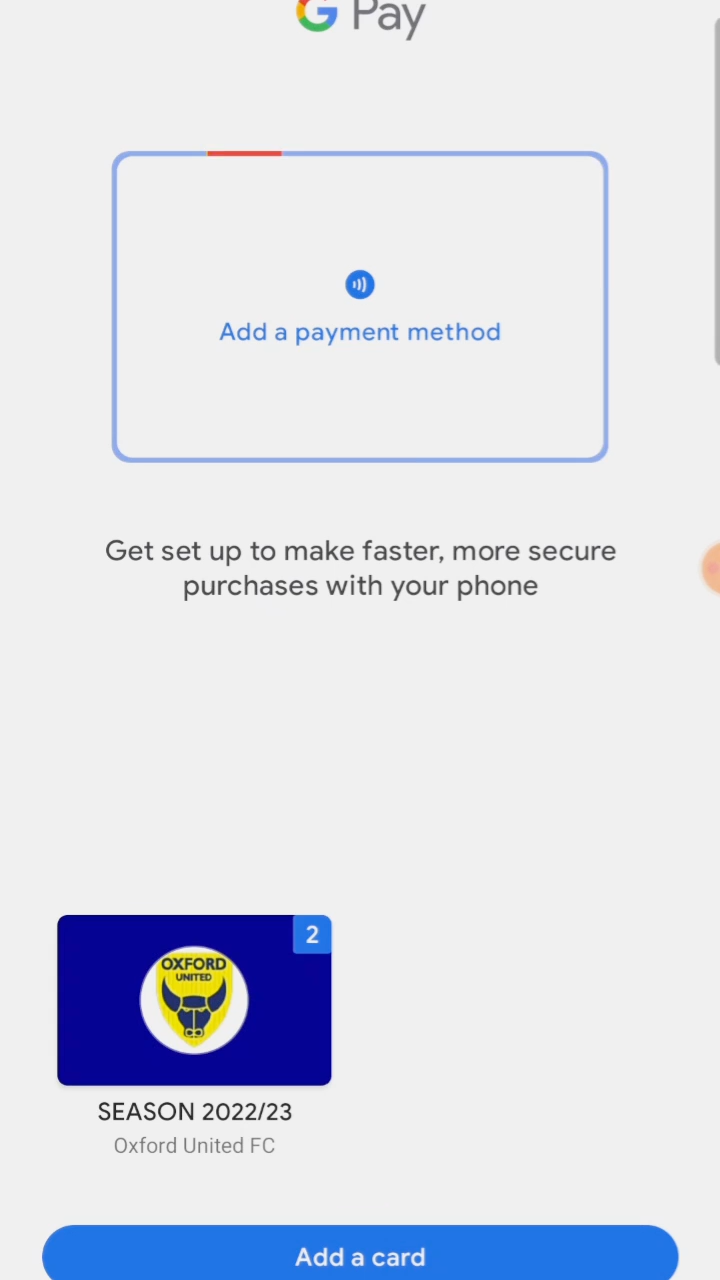 G Pay
Add a payment method
Get set up to make faster, more secure
purchases with your phone
2
OXFORD
UNITED
SEASON 2022/23
Oxford United FC
Add a card